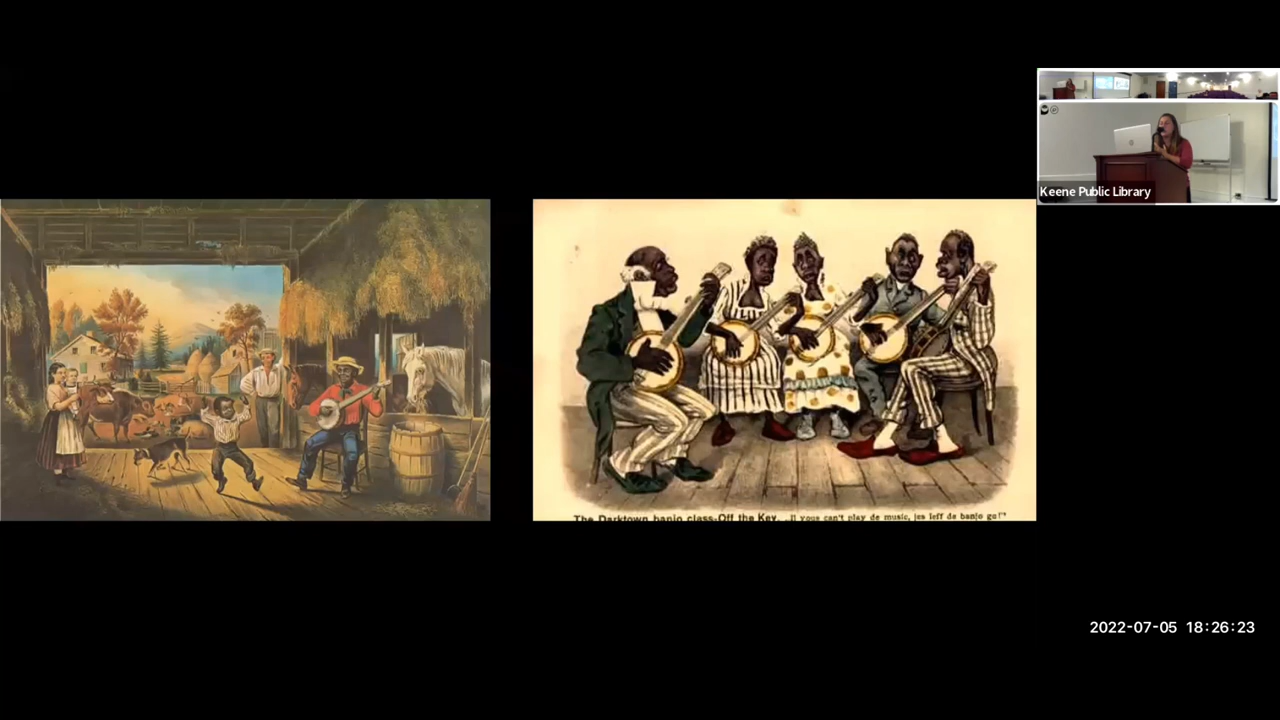 Keene Public Library
The Darktown banjo class-Off the Key. "If yous can't play de music, jes leff de banjo go!"
2022-07-05 18:26:23